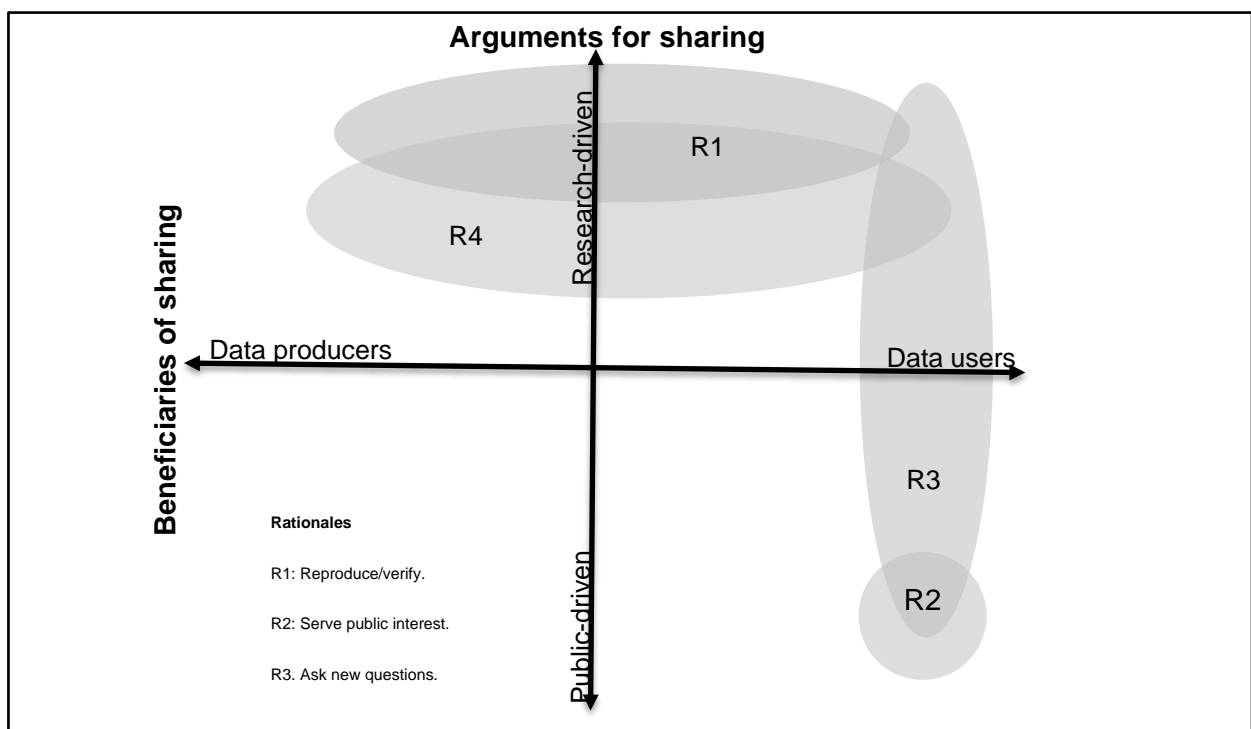 Arguments for sharing
Research-driven
R1
R4
Beneficiaries of sharing
Data producers
Data users
R3
Rationales
R1: Reproduce/verify.
R2: Serve public interest.
R3. Ask new questions.
Public-driven
R2